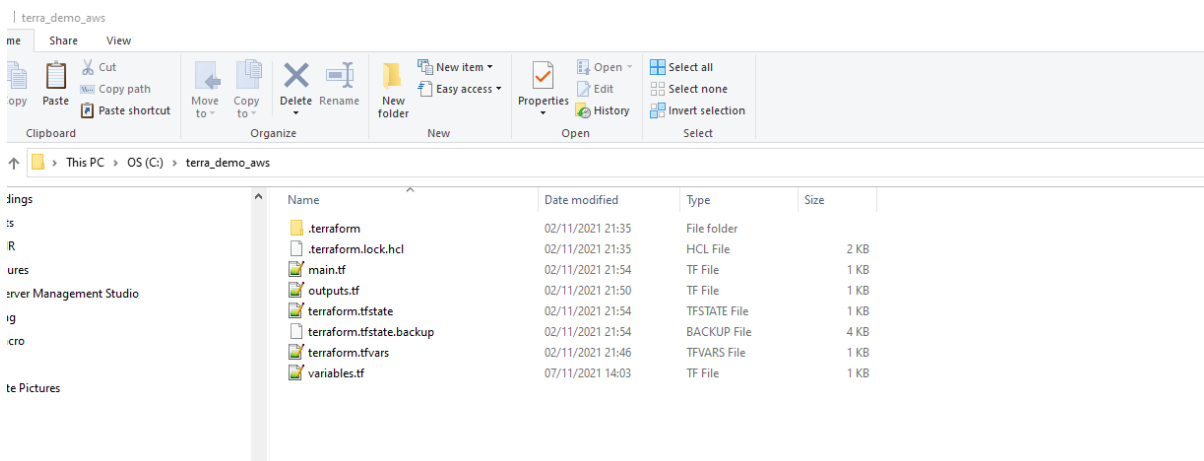 terra_demo_aws
me Share View
Cut
Copy path
Paste shortcut
opy
Paste
Clipboard
Move to
Copy to
Delete
Rename
Organize
New folder
New item
Easy access
New
Properties
Open
Edit
History
Open
Select all
Select none
Invert selection
Select
This PC > OS (C:) > terra_demo_aws
dings
ts
R
ures
erver Management Studio
ng
acro
te Pictures
Name Date modified Type Size
.terraform 02/11/2021 21:35 File folder
.terraform.lock.hcl 02/11/2021 21:35 HCL File 2 KB
main.tf 02/11/2021 21:54 TF File 1 KB
outputs.tf 02/11/2021 21:50 TF File 1 KB
terraform.tfstate 02/11/2021 21:54 TFSTATE File 1 KB
terraform.tfstate.backup 02/11/2021 21:54 BACKUP File 4 KB
terraform.tfvars 02/11/2021 21:46 TFVARS File 1 KB
variables.tf 07/11/2021 14:03 TF File 1 KB